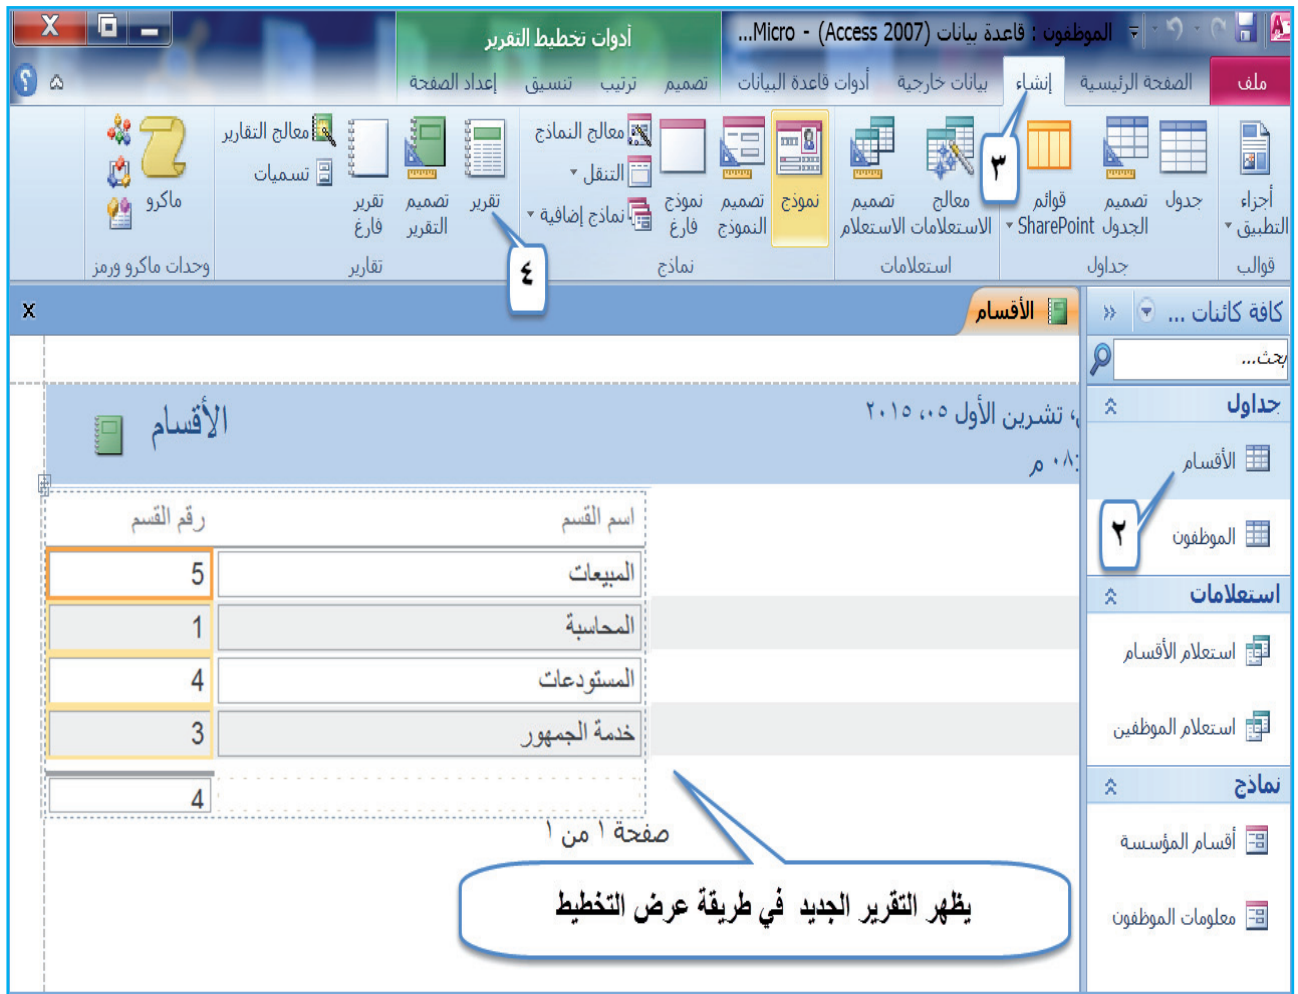 الموظفون : قاعدة بيانات (Access 2007) - Micro...
أدوات تخطيط التقرير
ملف
الصفحة الرئيسية
إنشاء
بيانات خارجية
أدوات قاعدة البيانات
تصميم
ترتيب
تنسيق
إعداد الصفحة
أجزاء التطبيق
جدول
تصميم الجدول
قوائم SharePoint
معالج الاستعلامات
تصميم الاستعلام
نموذج
تصميم النموذج
نموذج فارغ
معالج النماذج
التنقل
نماذج إضافية
تقرير
تصميم التقرير
تقرير فارغ
معالج التقارير
تسميات
ماكرو
قوالب
جداول
استعلامات
نماذج
تقارير
وحدات ماكرو ورمز
٣
٤
كافة كائنات ...
الأقسام
بحث...
جداول
الأقسام
٢
الموظفون
استعلامات
استعلام الأقسام
استعلام الموظفين
نماذج
أقسام المؤسسة
معلومات الموظفون
، تشرين الأول ٠٥، ٢٠١٥
:٠٨ م
الأقسام
اسم القسم رقم القسم
المبيعات 5
المحاسبة 1
المستودعات 4
خدمة الجمهور 3
4
صفحة ١ من ١
يظهر التقرير الجديد في طريقة عرض التخطيط